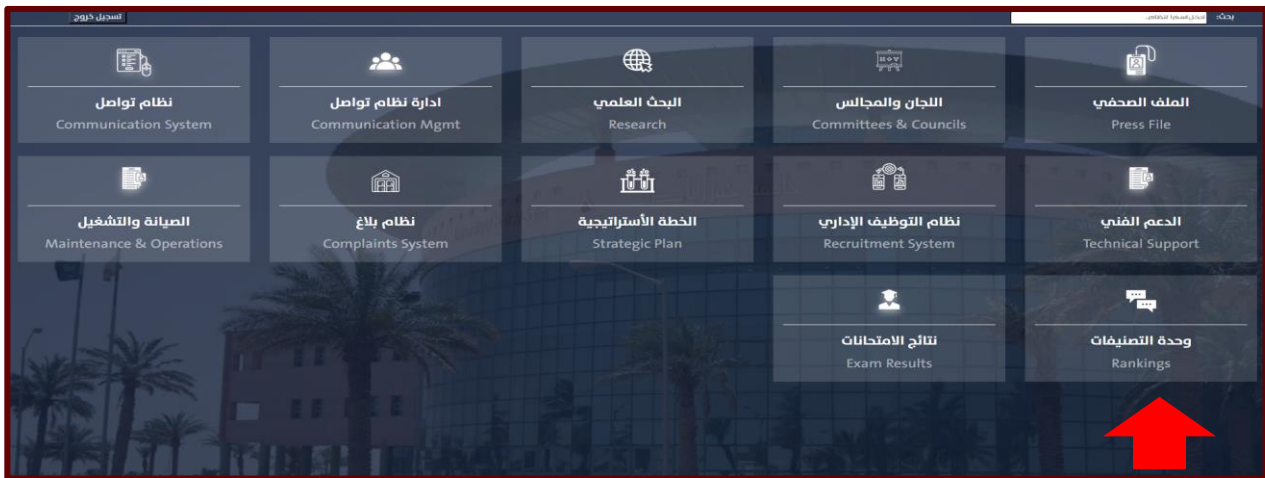 بحث:
تسجيل خروج
الملف الصحفي
Press File
اللجان والمجالس
Committees & Councils
البحث العلمي
Research
ادارة نظام تواصل
Communication Mgmt
نظام تواصل
Communication System
الدعم الفني
Technical Support
نظام التوظيف الإداري
Recruitment System
الخطة الأستراتيجية
Strategic Plan
نظام بلاغ
Complaints System
الصيانة والتشغيل
Maintenance & Operations
وحدة التصنيفات
Rankings
نتائج الامتحانات
Exam Results